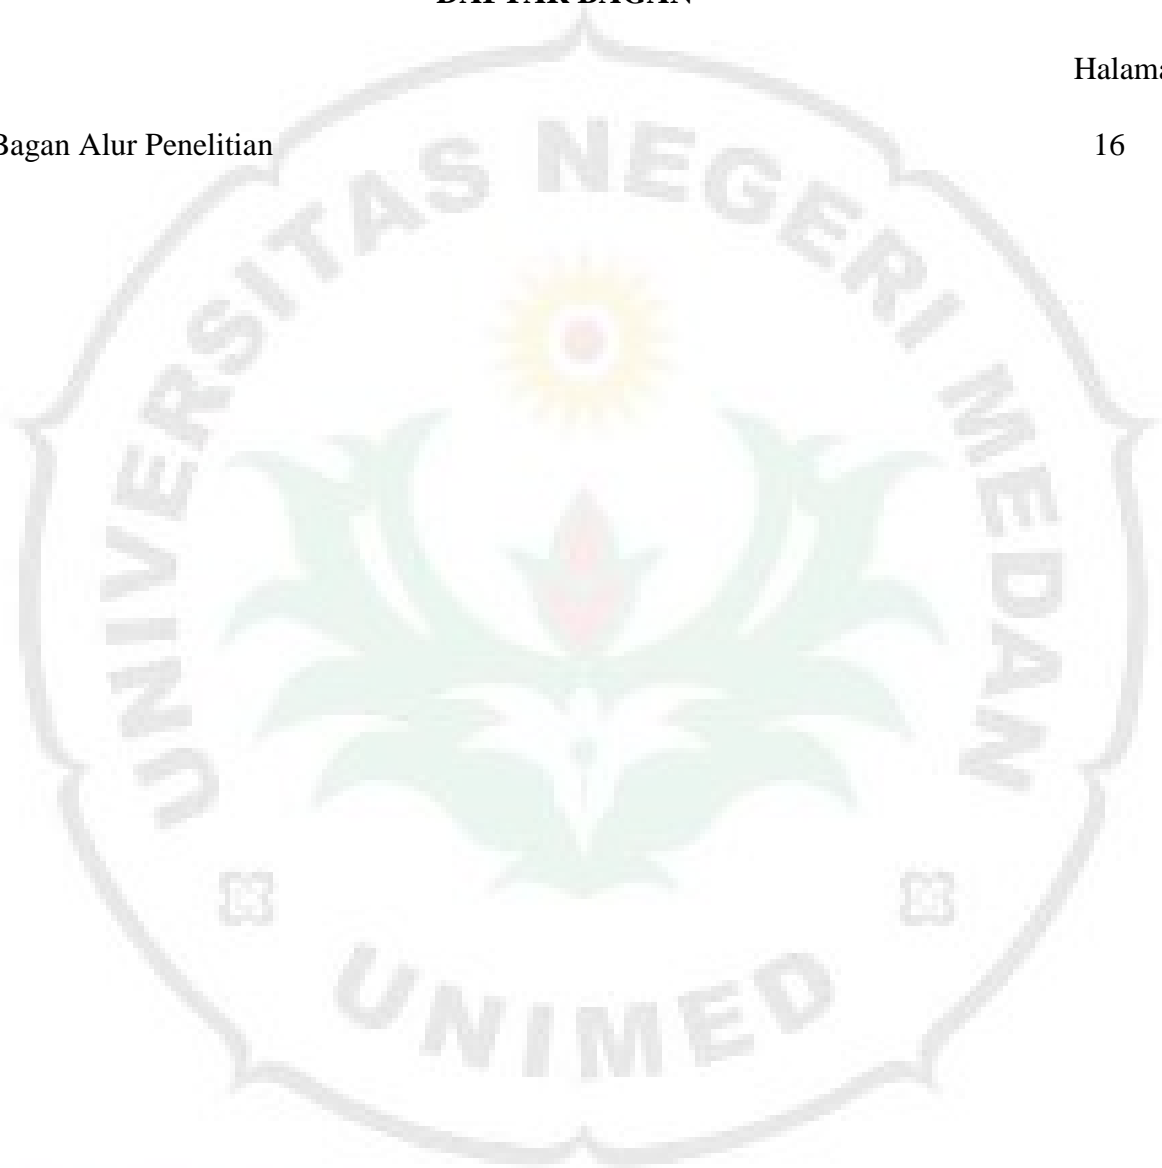 DAFTAR BAGAN
Halama
Bagan Alur Penelitian 16
UNIVERSITAS NEGERI MEDAN
UNIMED